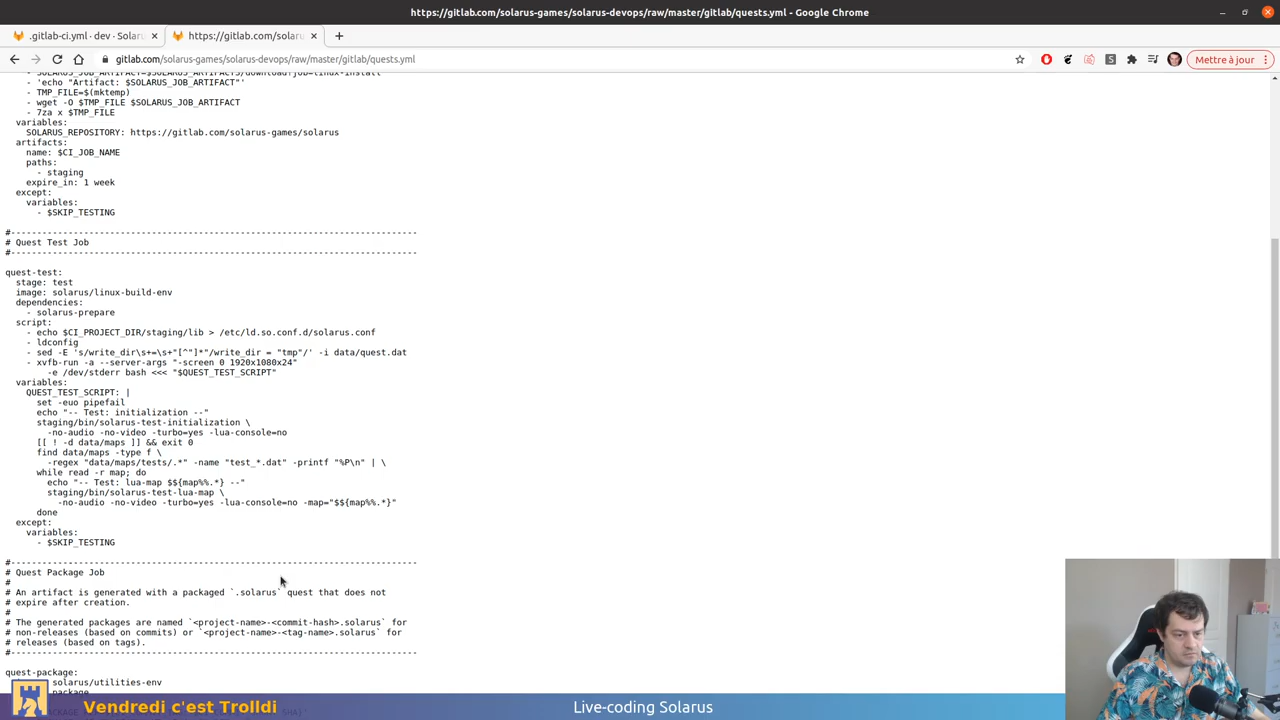 https://gitlab.com/solarus-games/solarus-devops/raw/master/gitlab/quests.yml - Google Chrome
.gitlab-ci.yml · dev · Solaru
https://gitlab.com/solaru
gitlab.com/solarus-games/solarus-devops/raw/master/gitlab/quests.yml
Mettre à jour
- SOLARUS_JOB_ARTIFACT=$SOLARUS_ARTIFACTS/download?job=linux-install
- 'echo "Artifact: $SOLARUS_JOB_ARTIFACT"'
- TMP_FILE=$(mktemp)
- wget -O $TMP_FILE $SOLARUS_JOB_ARTIFACT
- 7za x $TMP_FILE
variables:
SOLARUS_REPOSITORY: https://gitlab.com/solarus-games/solarus
artifacts:
name: $CI_JOB_NAME
paths:
- staging
expire_in: 1 week
except:
variables:
- $SKIP_TESTING
#-------------------------------------------------------------------------------
# Quest Test Job
#-------------------------------------------------------------------------------
quest-test:
stage: test
image: solarus/linux-build-env
dependencies:
- solarus-prepare
script:
- echo $CI_PROJECT_DIR/staging/lib > /etc/ld.so.conf.d/solarus.conf
- ldconfig
- sed -E 's/write_dir\s+=\s+"[^"]*"/write_dir = "tmp"/' -i data/quest.dat
- xvfb-run -a --server-args "-screen 0 1920x1080x24"
-e /dev/stderr bash <<< "$QUEST_TEST_SCRIPT"
variables:
QUEST_TEST_SCRIPT: |
set -euo pipefail
echo "-- Test: initialization --"
staging/bin/solarus-test-initialization \
-no-audio -no-video -turbo=yes -lua-console=no
[[ ! -d data/maps ]] && exit 0
find data/maps -type f \
-regex "data/maps/tests/.*" -name "test_*.dat" -printf "%P\n" | \
while read -r map; do
echo "-- Test: lua-map $${map%%.*} --"
staging/bin/solarus-test-lua-map \
-no-audio -no-video -turbo=yes -lua-console=no -map="$${map%%.*}"
done
except:
variables:
- $SKIP_TESTING
#-------------------------------------------------------------------------------
# Quest Package Job
#
# An artifact is generated with a packaged `.solarus` quest that does not
# expire after creation.
#
# The generated packages are named `<project-name>-<commit-hash>.solarus` for
# non-releases (based on commits) or `<project-name>-<tag-name>.solarus` for
# releases (based on tags).
#-------------------------------------------------------------------------------
quest-package:
solarus/utilities-env
package
Vendredi c'est Trolldi
Live-coding Solarus